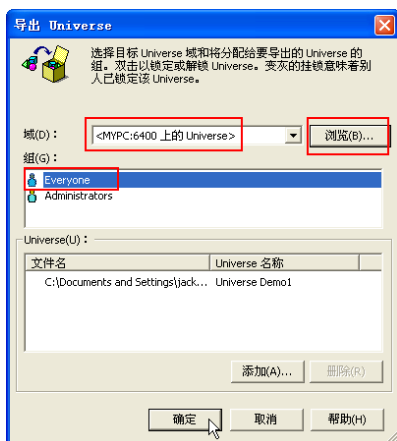 导出 Universe
选择目标 Universe 域和将分配给要导出的 Universe 的
组。双击以锁定或解锁 Universe。变灰的挂锁意味着别
人已锁定该 Universe。
域(D)： <MYPC:6400 上的 Universe> 浏览(B)...
组(G)：
Everyone
Administrators
Universe(U)：
文件名 Universe 名称
C:\Documents and Settings\jack... Universe Demo1
添加(A)... 删除(R)
确定 取消 帮助(H)